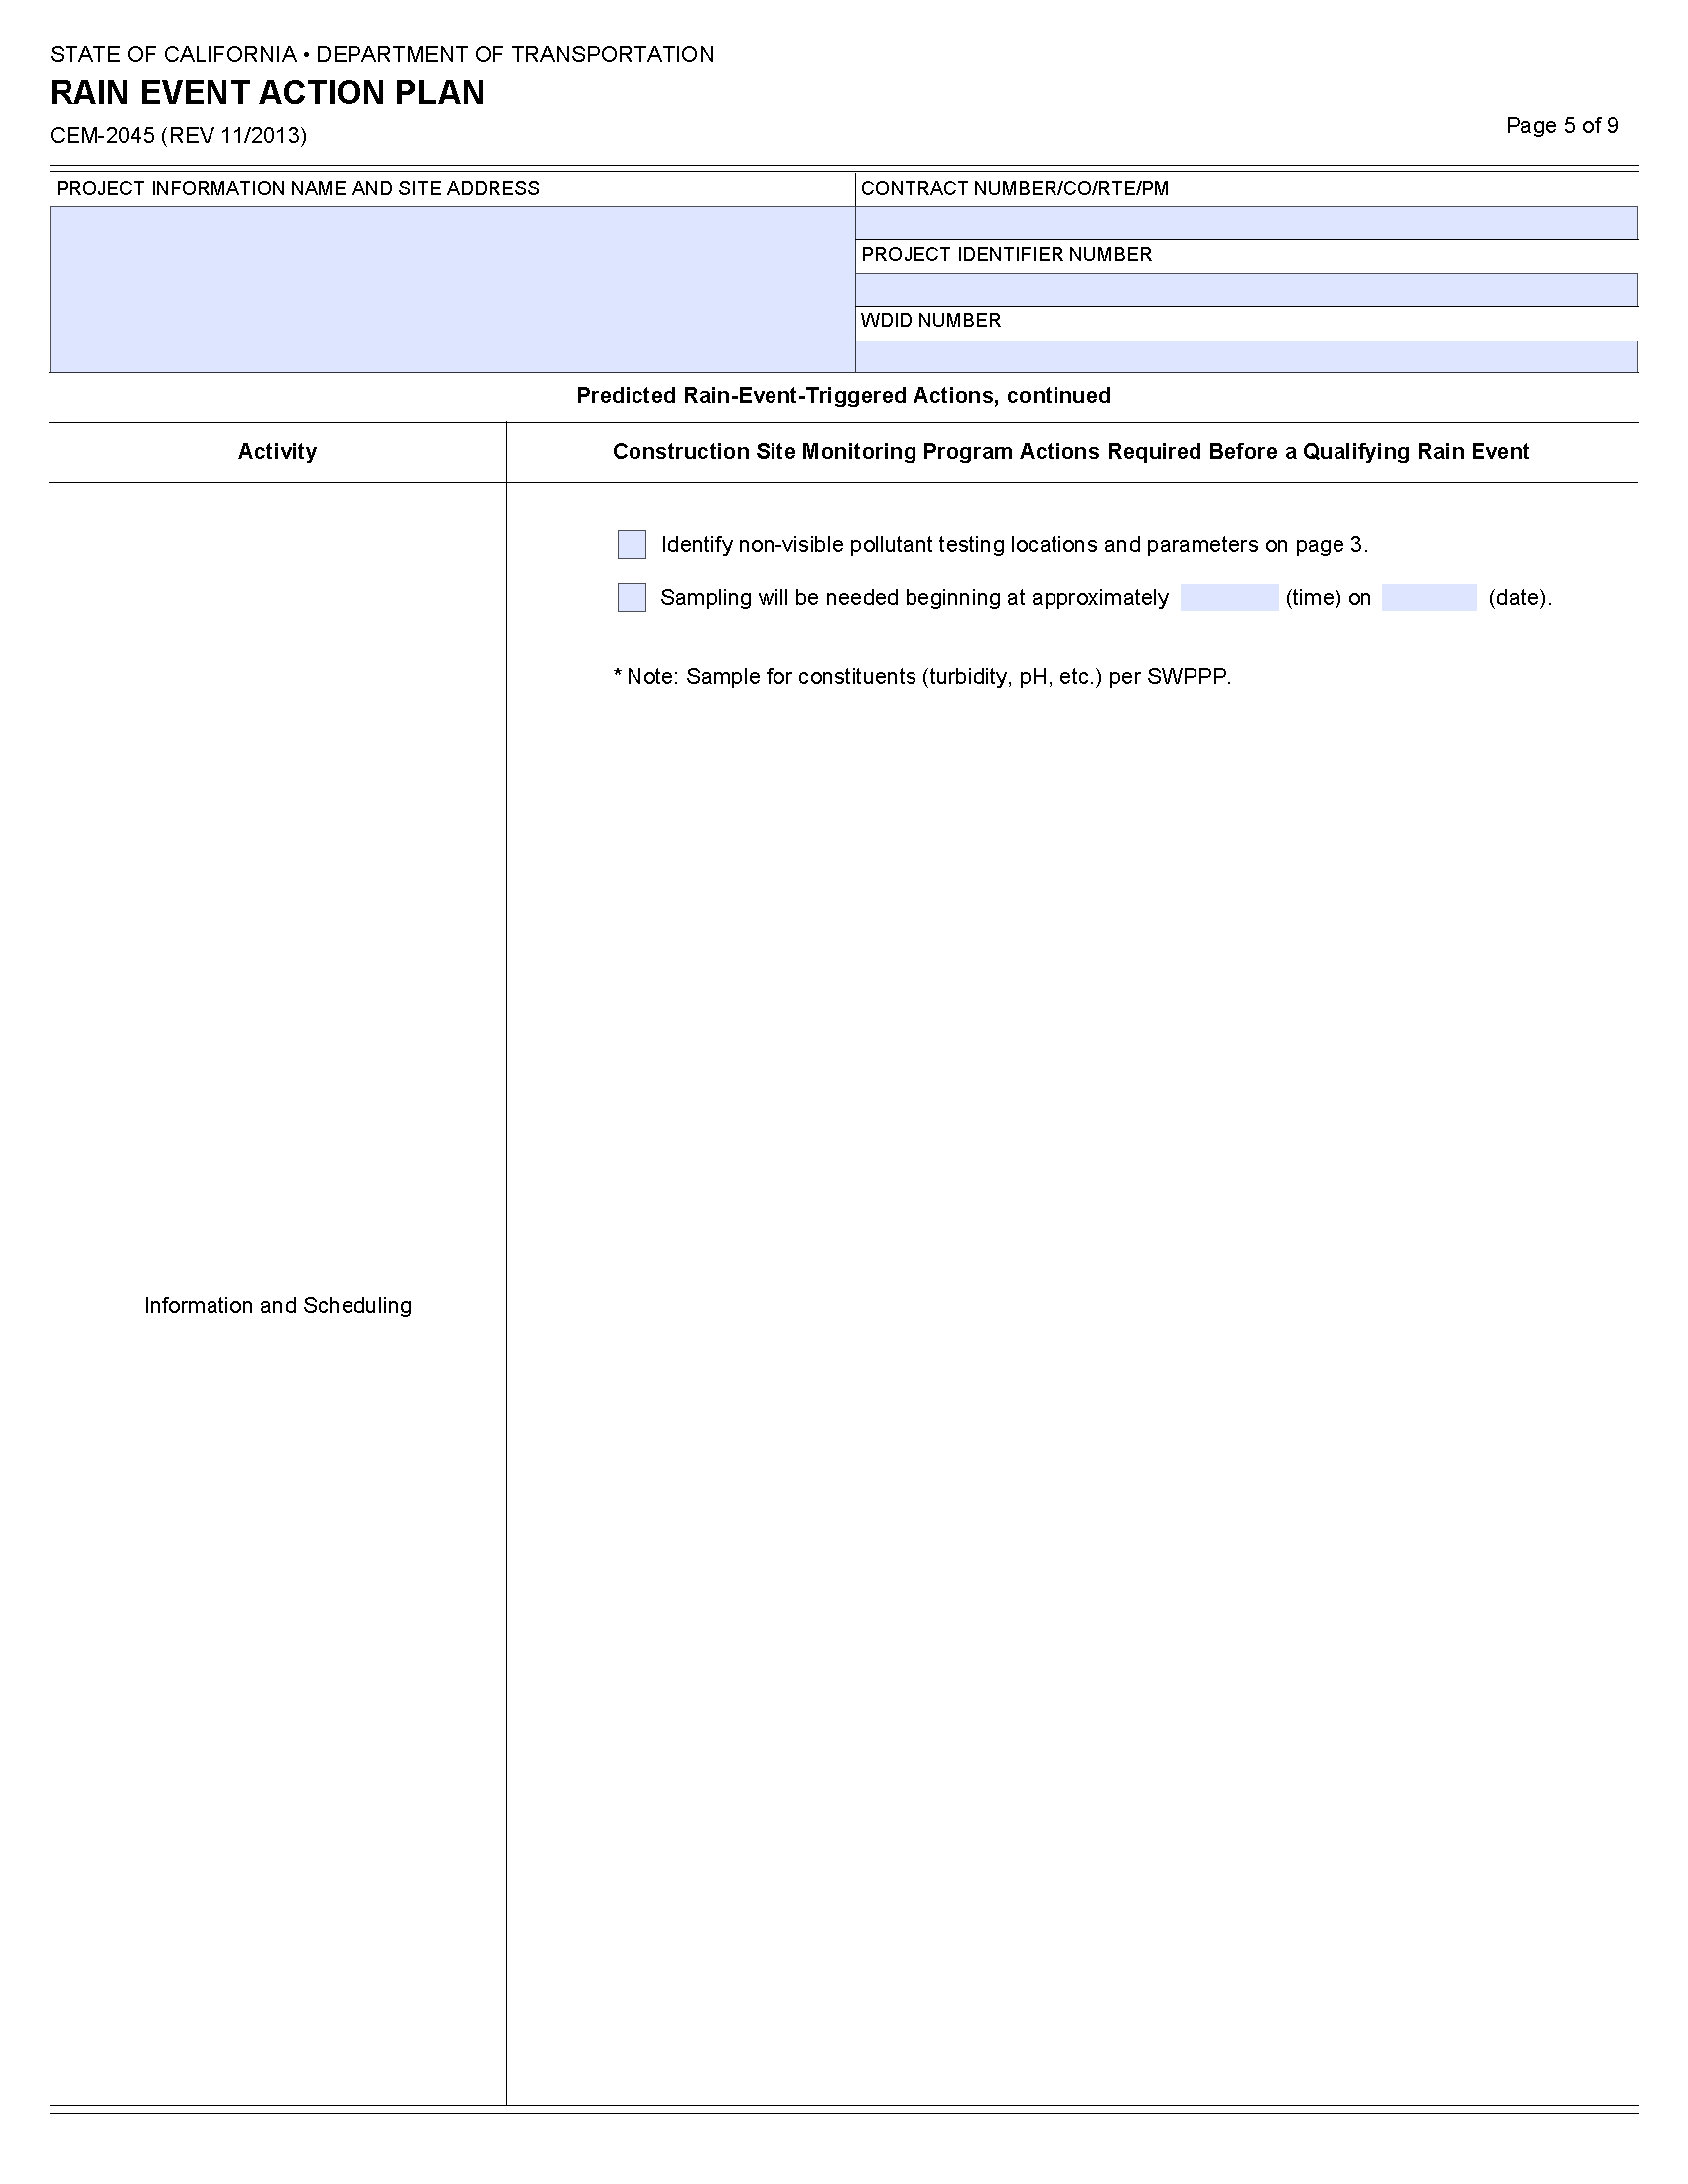 STATE OF CALIFORNIA • DEPARTMENT OF TRANSPORTATION
RAIN EVENT ACTION PLAN
CEM-2045 (REV 11/2013)
Page 5 of 9
PROJECT INFORMATION NAME AND SITE ADDRESS
CONTRACT NUMBER/CO/RTE/PM
PROJECT IDENTIFIER NUMBER
WDID NUMBER
Predicted Rain-Event-Triggered Actions, continued
Activity
Construction Site Monitoring Program Actions Required Before a Qualifying Rain Event
Identify non-visible pollutant testing locations and parameters on page 3.
Sampling will be needed beginning at approximately (time) on (date).
* Note: Sample for constituents (turbidity, pH, etc.) per SWPPP.
Information and Scheduling